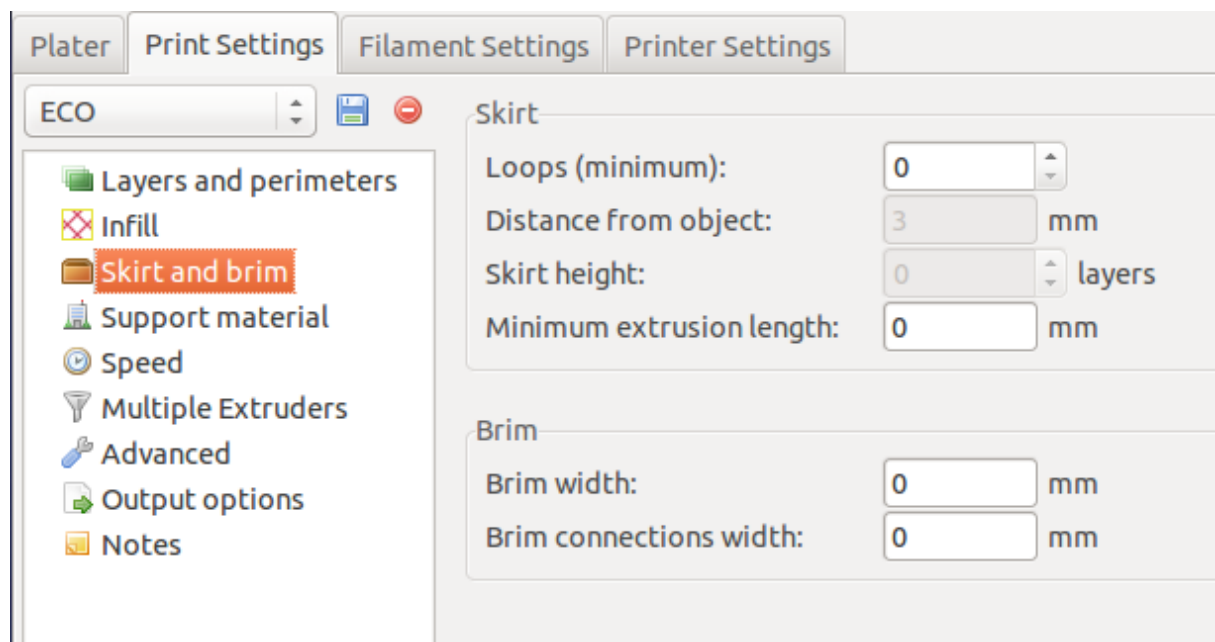 Plater Print Settings Filament Settings Printer Settings
ECO
Layers and perimeters
Infill
Skirt and brim
Support material
Speed
Multiple Extruders
Advanced
Output options
Notes
Skirt
Loops (minimum): 0
Distance from object: 3 mm
Skirt height: 0 layers
Minimum extrusion length: 0 mm
Brim
Brim width: 0 mm
Brim connections width: 0 mm